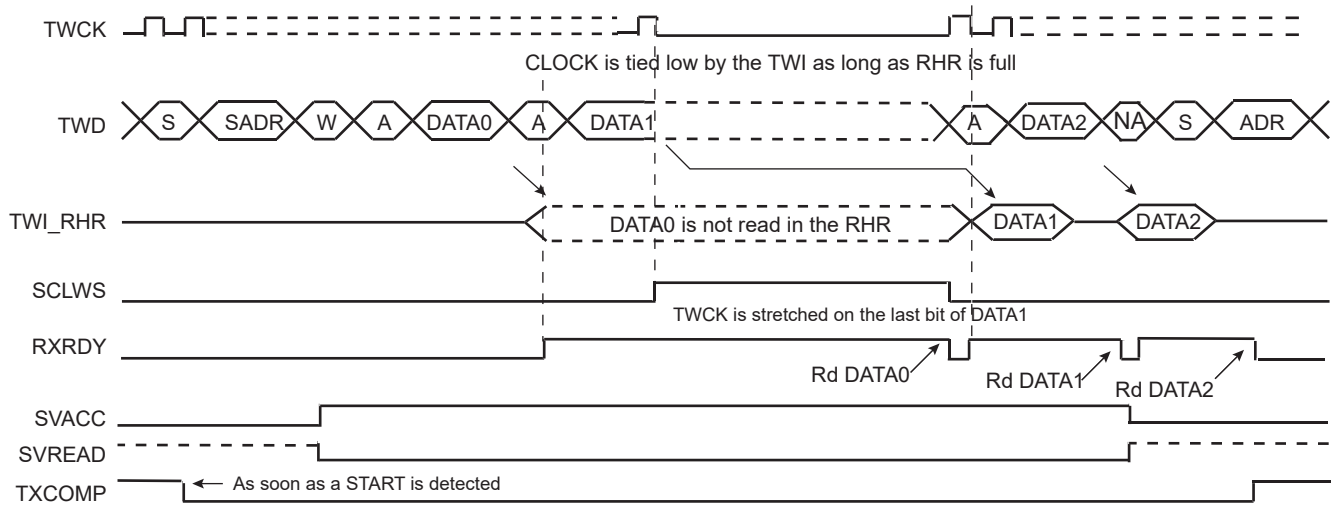 TWCK
CLOCK is tied low by the TWI as long as RHR is full
TWD S SADR W A DATA0 A DATA1 A DATA2 NA S ADR
TWI_RHR DATA0 is not read in the RHR DATA1 DATA2
SCLWS
TWCK is stretched on the last bit of DATA1
RXRDY
Rd DATA0 Rd DATA1 Rd DATA2
SVACC
SVREAD
TXCOMP As soon as a START is detected